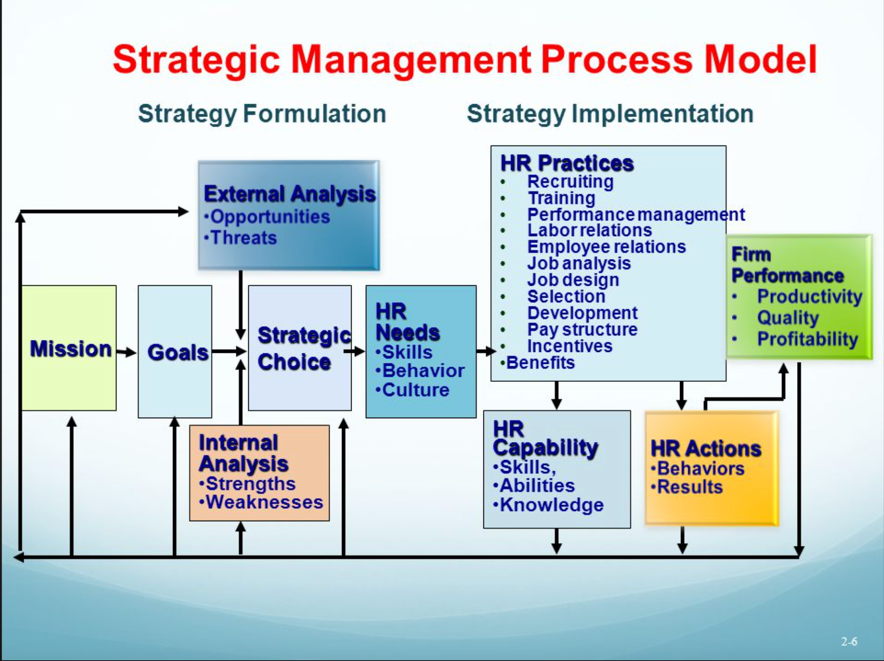 Strategic Management Process Model
Strategy Formulation
Strategy Implementation
External Analysis
•Opportunities
•Threats
Mission
Goals
Strategic
Choice
Internal
Analysis
•Strengths
•Weaknesses
HR
Needs
•Skills
•Behavior
•Culture
HR Practices
• Recruiting
• Training
• Performance management
• Labor relations
• Employee relations
• Job analysis
• Job design
• Selection
• Development
• Pay structure
• Incentives
•Benefits
HR
Capability
•Skills,
•Abilities
•Knowledge
HR Actions
•Behaviors
•Results
Firm
Performance
• Productivity
• Quality
• Profitability
2-6